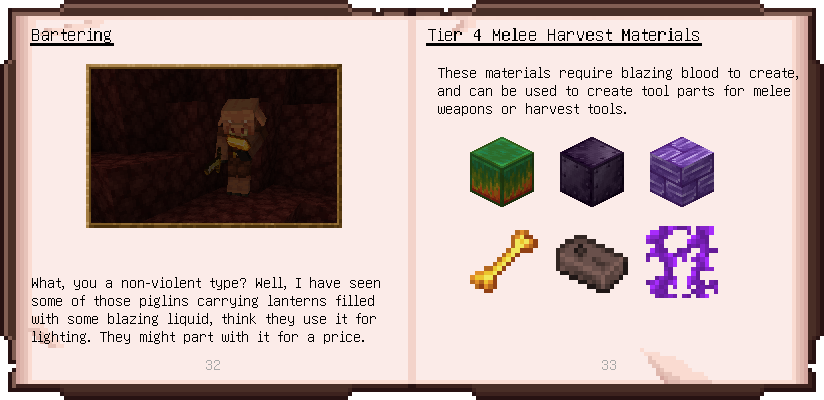 Bartering
What, you a non-violent type? Well, I have seen
some of those piglins carrying lanterns filled
with some blazing liquid, think they use it for
lighting. They might part with it for a price.
32
Tier 4 Melee Harvest Materials
These materials require blazing blood to create,
and can be used to create tool parts for melee
weapons or harvest tools.
33